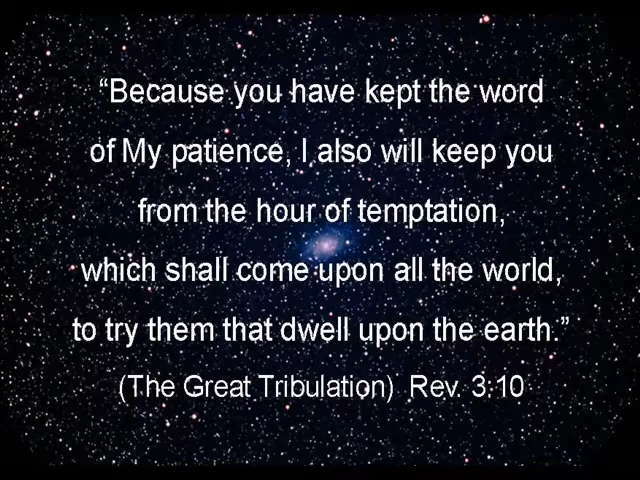 “Because you have kept the word
of My patience, I also will keep you
from the hour of temptation,
which shall come upon all the world,
to try them that dwell upon the earth.”
(The Great Tribulation) Rev. 3:10